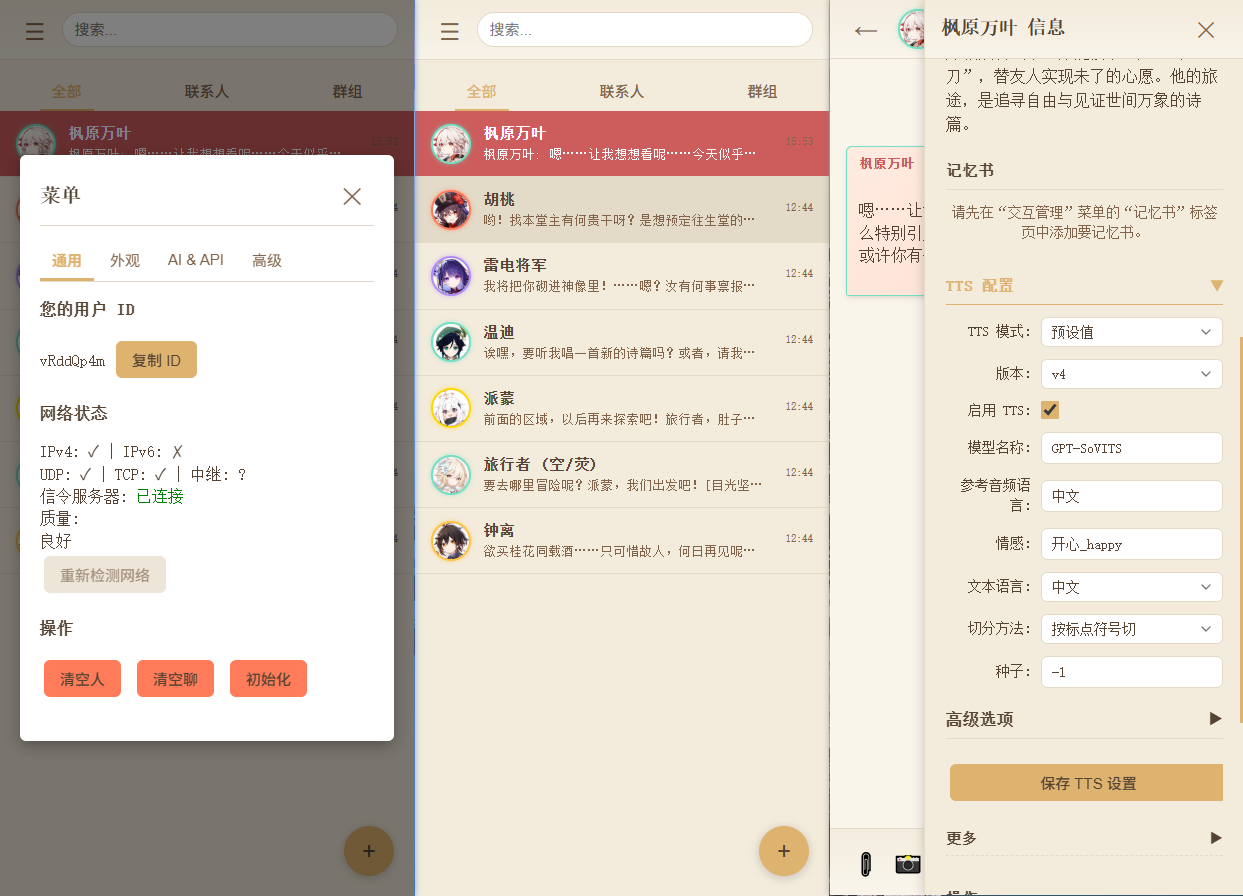 搜索...
全部
联系人
群组
枫原万叶
枫原万叶: 嗯……让我想想看呢……今天似乎…
菜单
通用
外观
AI & API
高级
您的用户 ID
vRddQp4m
复制 ID
网络状态
IPv4: ✓ | IPv6: ✗
UDP: ✓ | TCP: ✓ | 中继: ?
信令服务器: 已连接
质量:
良好
重新检测网络
操作
清空人
清空聊
初始化
+
搜索...
全部
联系人
群组
枫原万叶
枫原万叶: 嗯……让我想想看呢……今天似乎…
胡桃
12:44
哟! 找本堂主有何贵干呀? 是想预定往生堂的…
雷电将军
12:44
我将把你砌进神像里! ……嗯? 汝有何事禀报…
温迪
12:44
诶嘿, 要听我唱一首新的诗篇吗? 或者, 请我…
派蒙
12:44
前面的区域, 以后再来探索吧! 旅行者, 肚子…
旅行者 (空/荧)
12:44
要去哪里冒险呢? 派蒙, 我们出发吧! [目光坚…
钟离
12:44
欲买桂花同载酒……只可惜故人, 何日再见呢…
+
←
枫原万叶
嗯……让
么特别引
或许你有
枫原万叶 信息
刀”, 替友人实现未了的心愿。他的旅
途, 是追寻自由与见证世间万象的诗
篇。
记忆书
请先在“交互管理”菜单的“记忆书”标签
页中添加要记忆书。
TTS 配置
TTS 模式: 预设值
版本: v4
启用 TTS:
模型名称: GPT-SoVITS
参考音频语
言: 中文
情感: 开心_happy
文本语言: 中文
切分方法: 按标点符号切
种子: -1
高级选项
保存 TTS 设置
更多